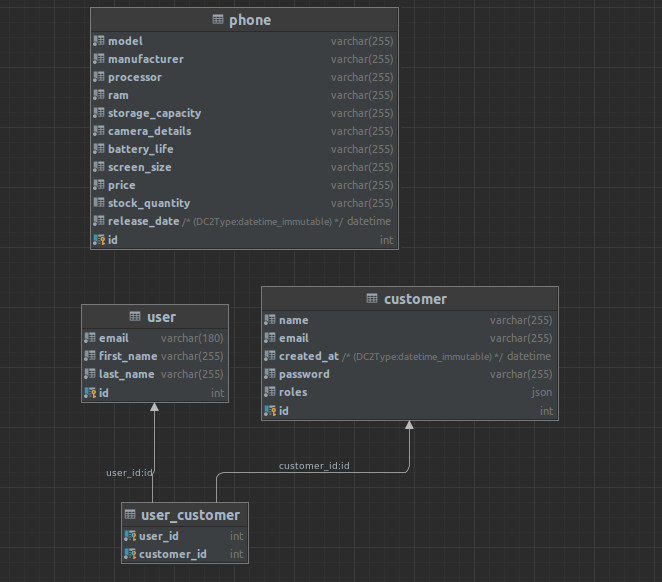 phone
model varchar(255)
manufacturer varchar(255)
processor varchar(255)
ram varchar(255)
storage_capacity varchar(255)
camera_details varchar(255)
battery_life varchar(255)
screen_size varchar(255)
price varchar(255)
stock_quantity varchar(255)
release_date /* (DC2Type:datetime_immutable) */ datetime
id int
user
email varchar(180)
first_name varchar(255)
last_name varchar(255)
id int
customer
name varchar(255)
email varchar(255)
created_at /* (DC2Type:datetime_immutable) */ datetime
password varchar(255)
roles json
id int
user_id:id
customer_id:id
user_customer
user_id int
customer_id int